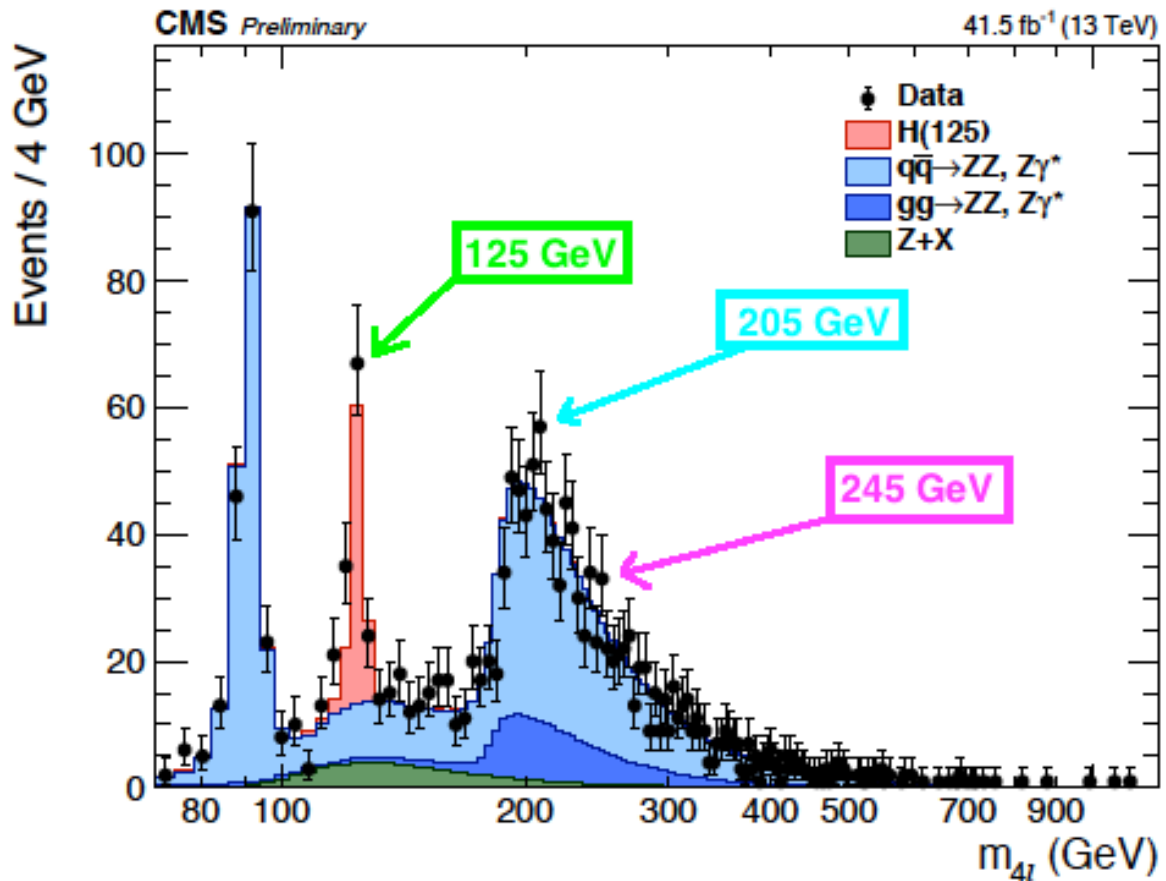 CMS Preliminary 41.5 fb⁻¹ (13 TeV)
Events / 4 GeV
Data
H(125)
qq̄→ZZ, Zγ*
gg→ZZ, Zγ*
Z+X
125 GeV
205 GeV
245 GeV
100
80
60
40
20
0
80 100 200 300 400 500 700 900
m₄ₗ (GeV)